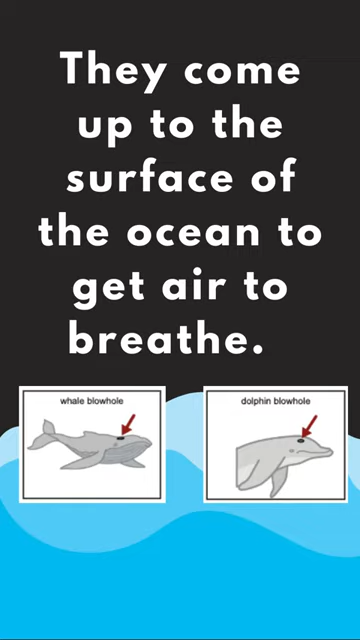 They come
up to the
surface of
the ocean to
get air to
breathe.
whale blowhole
dolphin blowhole